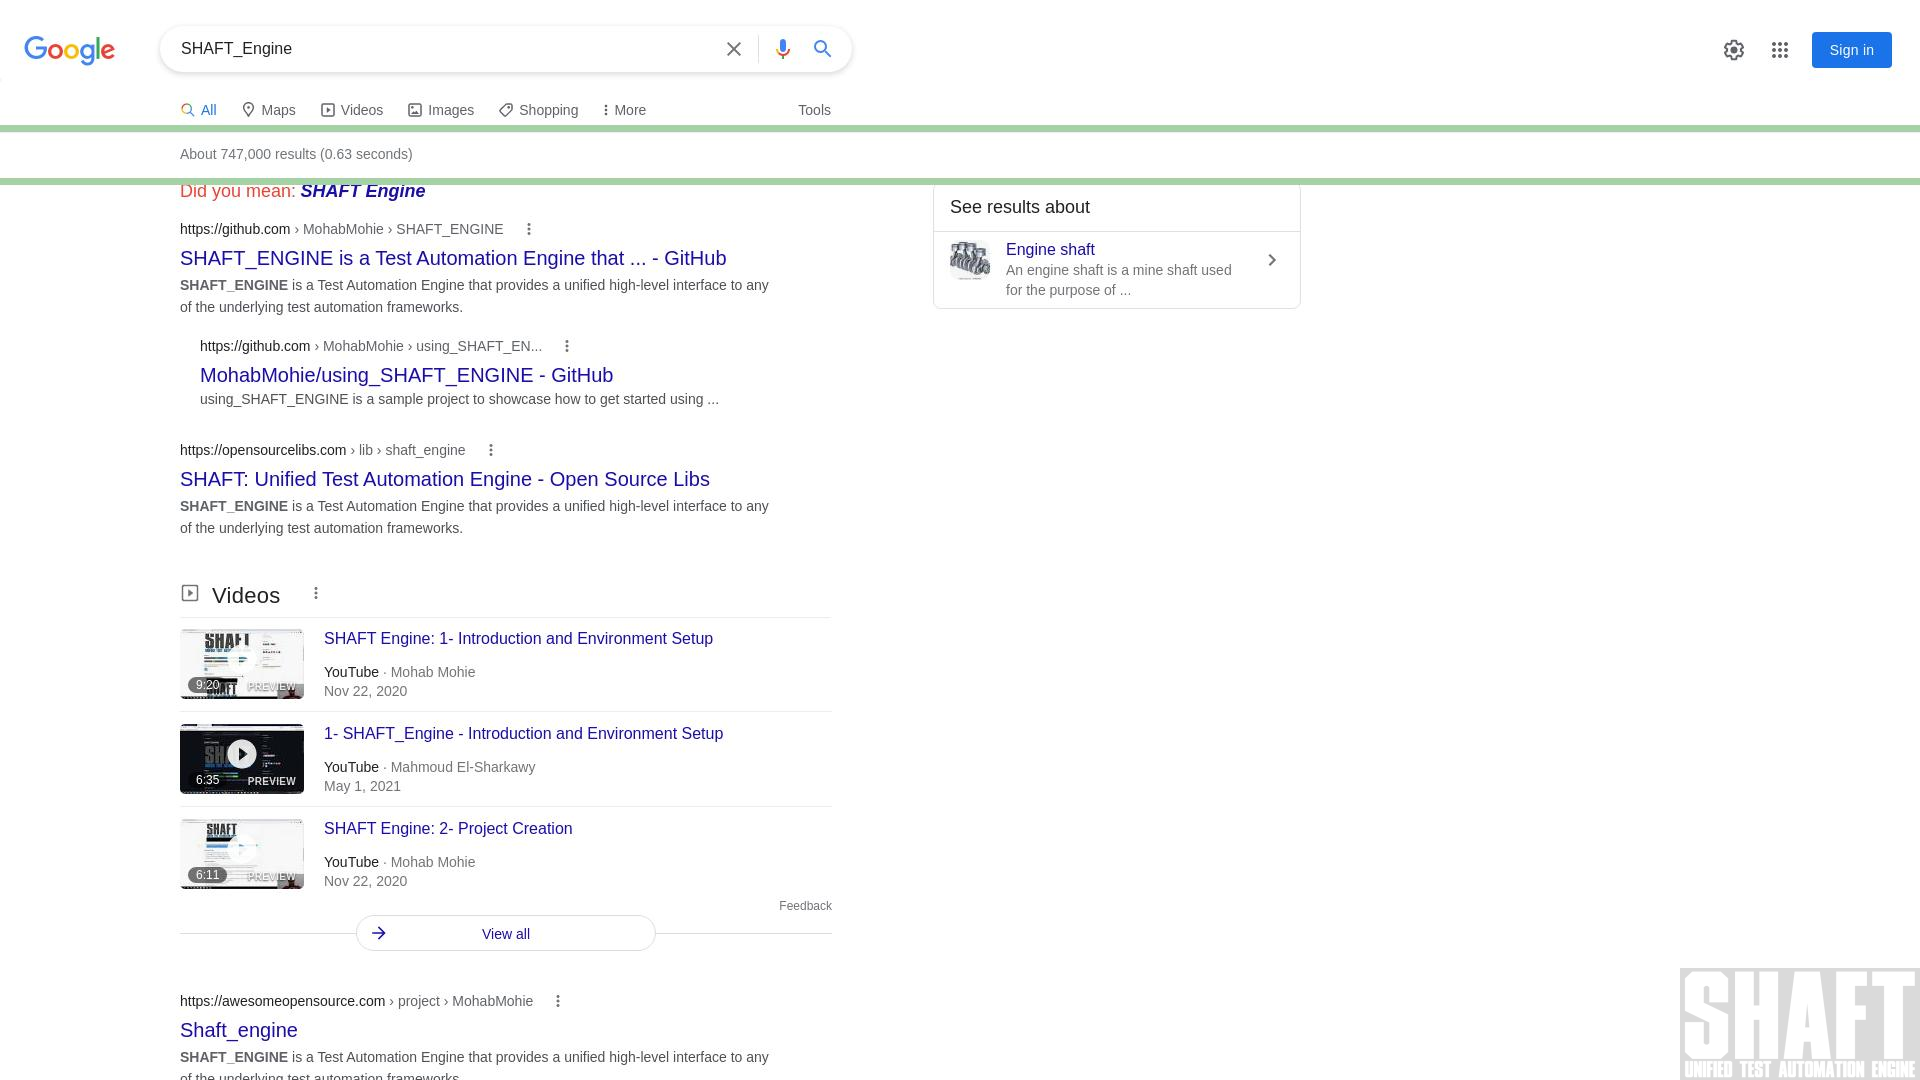 Google
SHAFT_Engine
Sign in
All
Maps
Videos
Images
Shopping
More
Tools
About 747,000 results (0.63 seconds)
Did you mean: SHAFT Engine
https://github.com › MohabMohie › SHAFT_ENGINE
SHAFT_ENGINE is a Test Automation Engine that ... - GitHub
SHAFT_ENGINE is a Test Automation Engine that provides a unified high-level interface to any
of the underlying test automation frameworks.
https://github.com › MohabMohie › using_SHAFT_EN...
MohabMohie/using_SHAFT_ENGINE - GitHub
using_SHAFT_ENGINE is a sample project to showcase how to get started using ...
https://opensourcelibs.com › lib › shaft_engine
SHAFT: Unified Test Automation Engine - Open Source Libs
SHAFT_ENGINE is a Test Automation Engine that provides a unified high-level interface to any
of the underlying test automation frameworks.
Videos
SHAFT
9:20
PREVIEW
SHAFT Engine: 1- Introduction and Environment Setup
YouTube · Mohab Mohie
Nov 22, 2020
SHAFT
6:35
PREVIEW
1- SHAFT_Engine - Introduction and Environment Setup
YouTube · Mahmoud El-Sharkawy
May 1, 2021
SHAFT
6:11
PREVIEW
SHAFT Engine: 2- Project Creation
YouTube · Mohab Mohie
Nov 22, 2020
Feedback
View all
https://awesomeopensource.com › project › MohabMohie
Shaft_engine
SHAFT_ENGINE is a Test Automation Engine that provides a unified high-level interface to any
of the underlying test automation frameworks
See results about
Engine shaft
An engine shaft is a mine shaft used
for the purpose of ...
SHAFT
UNIFIED TEST AUTOMATION ENGINE